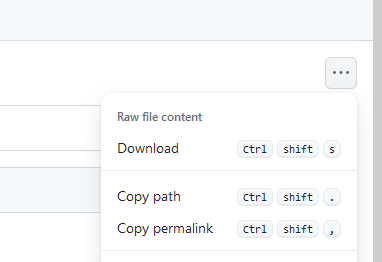 Raw file content
Download Ctrl shift s
Copy path Ctrl shift .
Copy permalink Ctrl shift ,